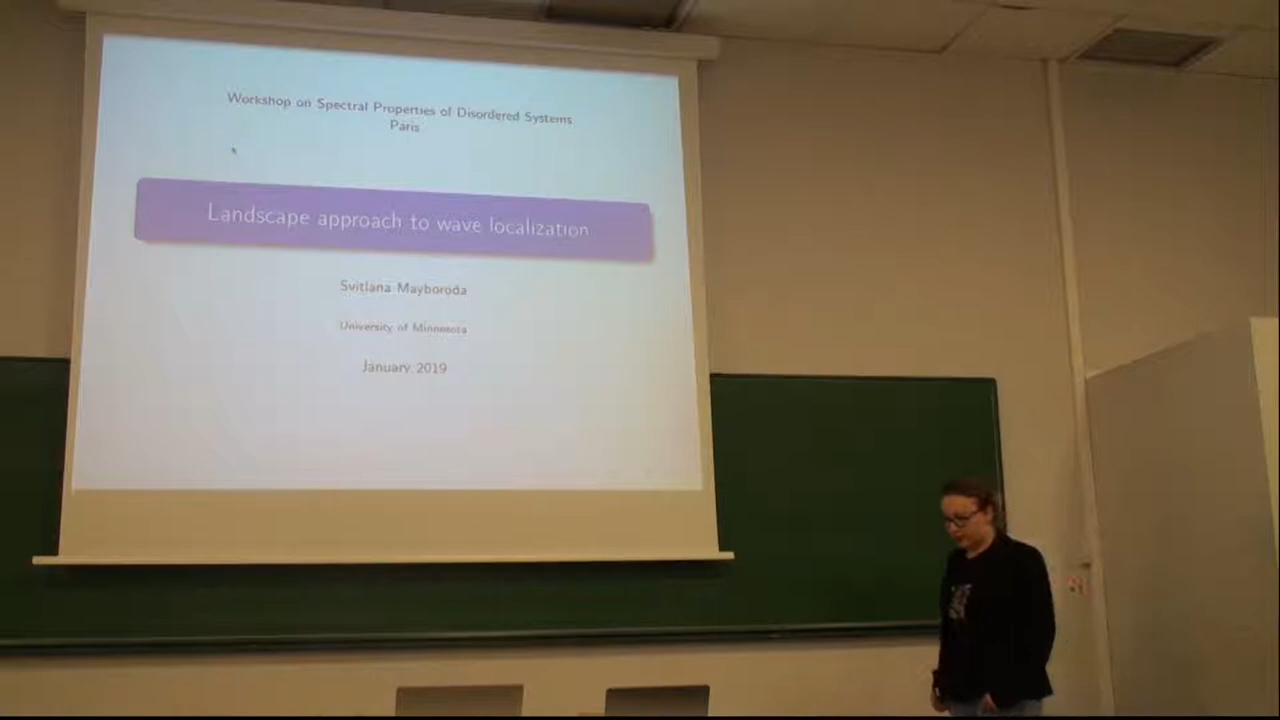 Workshop on Spectral Properties of Disordered Systems
Paris
Landscape approach to wave localization
Svitlana Mayboroda
University of Minnesota
January 2019